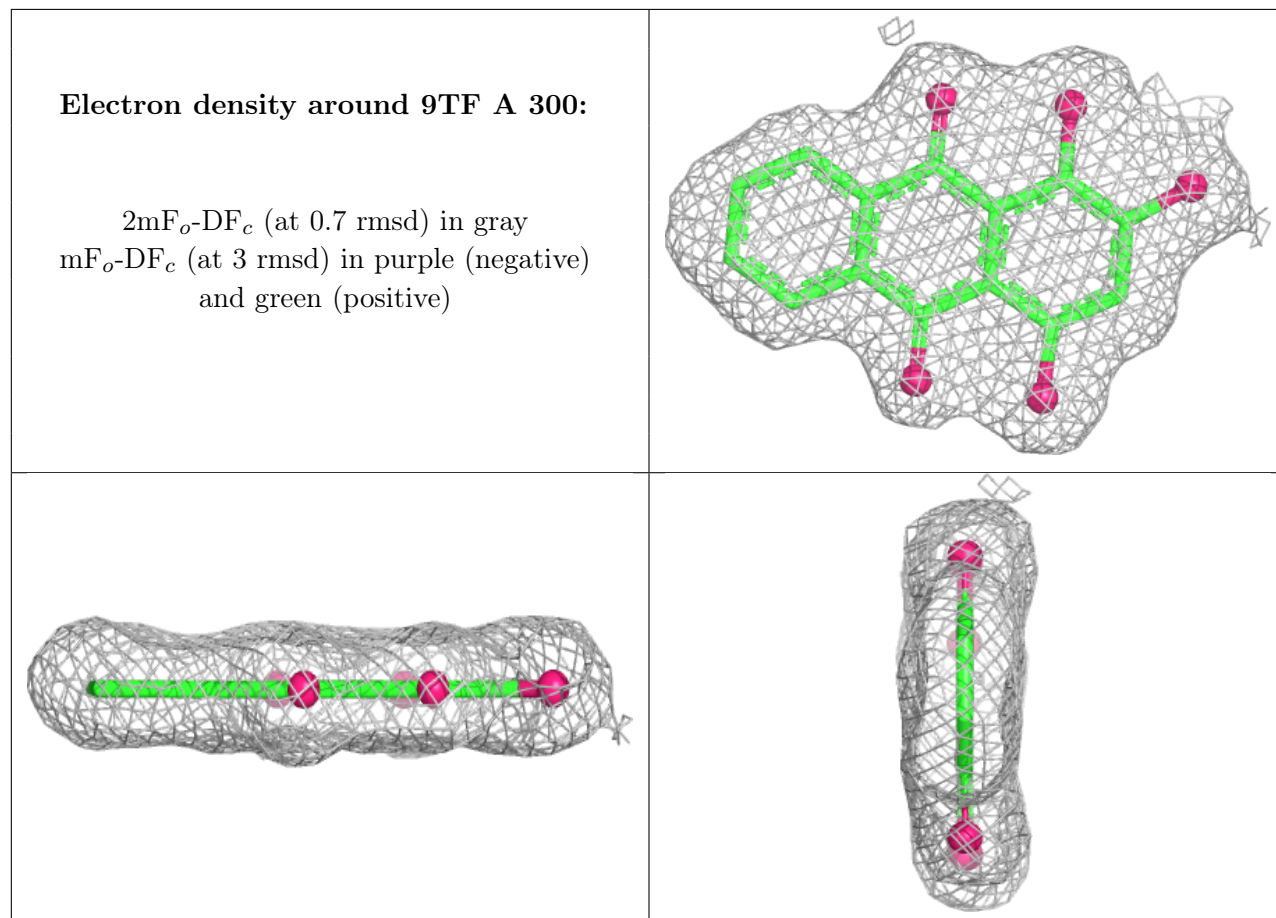 Electron density around 9TF A 300:
2mFₒ-DF𝒸 (at 0.7 rmsd) in gray
mFₒ-DF𝒸 (at 3 rmsd) in purple (negative)
and green (positive)